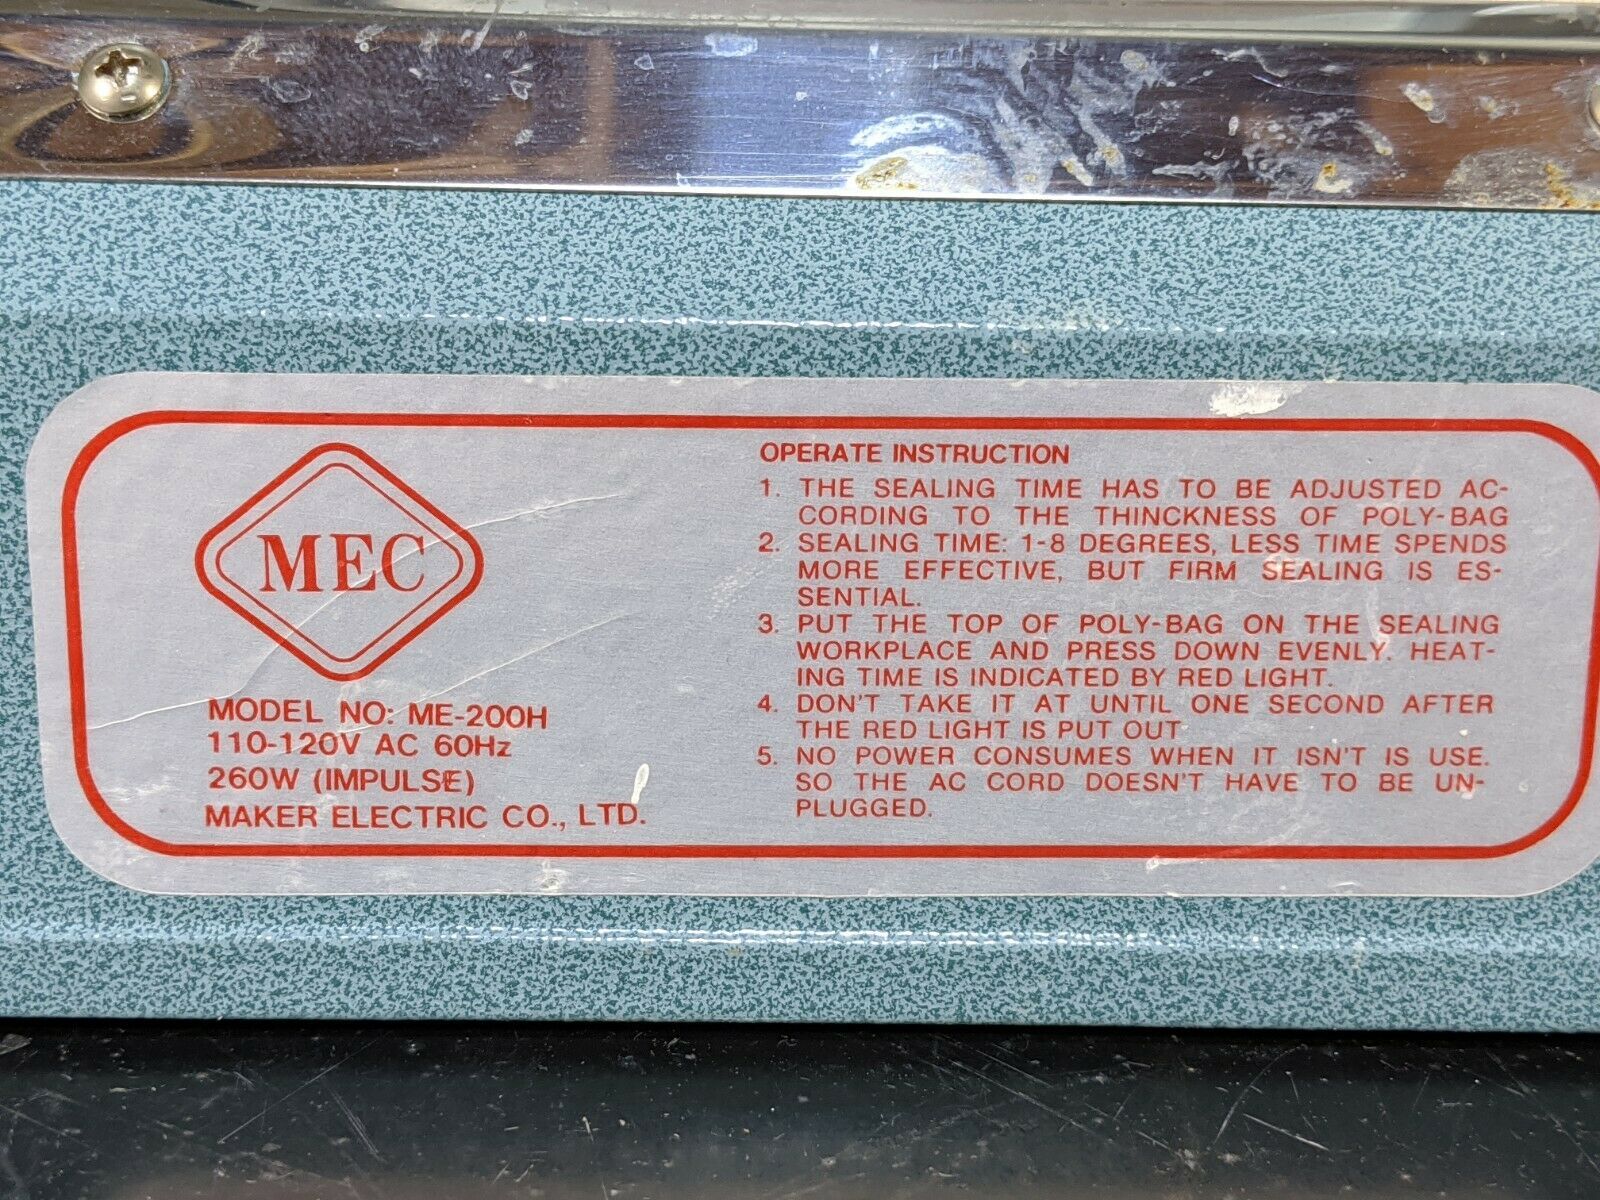 MEC
MODEL NO: ME-200H
110-120V AC 60Hz
260W (IMPULSE)
MAKER ELECTRIC CO., LTD.
OPERATE INSTRUCTION
1. THE SEALING TIME HAS TO BE ADJUSTED AC-
CORDING TO THE THINCKNESS OF POLY-BAG
2. SEALING TIME: 1-8 DEGREES, LESS TIME SPENDS
MORE EFFECTIVE, BUT FIRM SEALING IS ES-
SENTIAL.
3. PUT THE TOP OF POLY-BAG ON THE SEALING
WORKPLACE AND PRESS DOWN EVENLY. HEAT-
ING TIME IS INDICATED BY RED LIGHT.
4. DON'T TAKE IT AT UNTIL ONE SECOND AFTER
THE RED LIGHT IS PUT OUT
5. NO POWER CONSUMES WHEN IT ISN'T IS USE.
SO THE AC CORD DOESN'T HAVE TO BE UN-
PLUGGED.